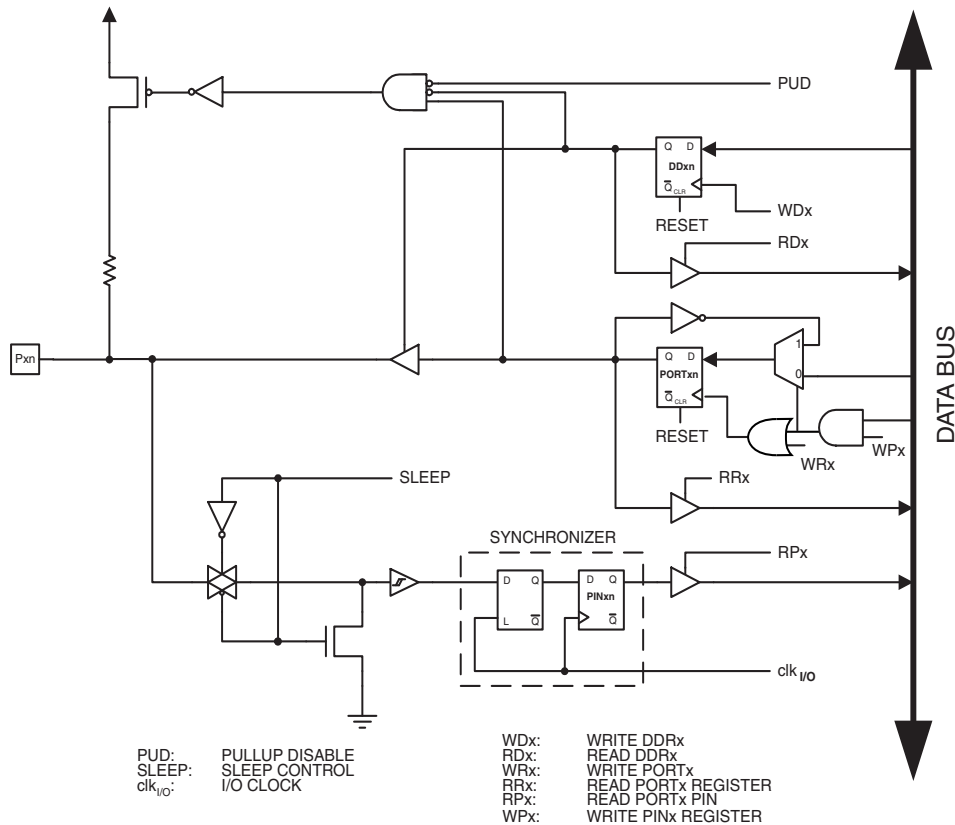 PUD
Q D
DDxn
Q CLR
WDx
RESET
RDx
Pxn
1
Q D
PORTxn
0
Q CLR
RESET
WRx
WPx
RRx
SLEEP
SYNCHRONIZER
RPx
D Q
D Q
PINxn
L Q
Q
clk I/O
DATA BUS
PUD: PULLUP DISABLE
SLEEP: SLEEP CONTROL
clkI/O: I/O CLOCK
WDx: WRITE DDRx
RDx: READ DDRx
WRx: WRITE PORTx
RRx: READ PORTx REGISTER
RPx: READ PORTx PIN
WPx: WRITE PINx REGISTER